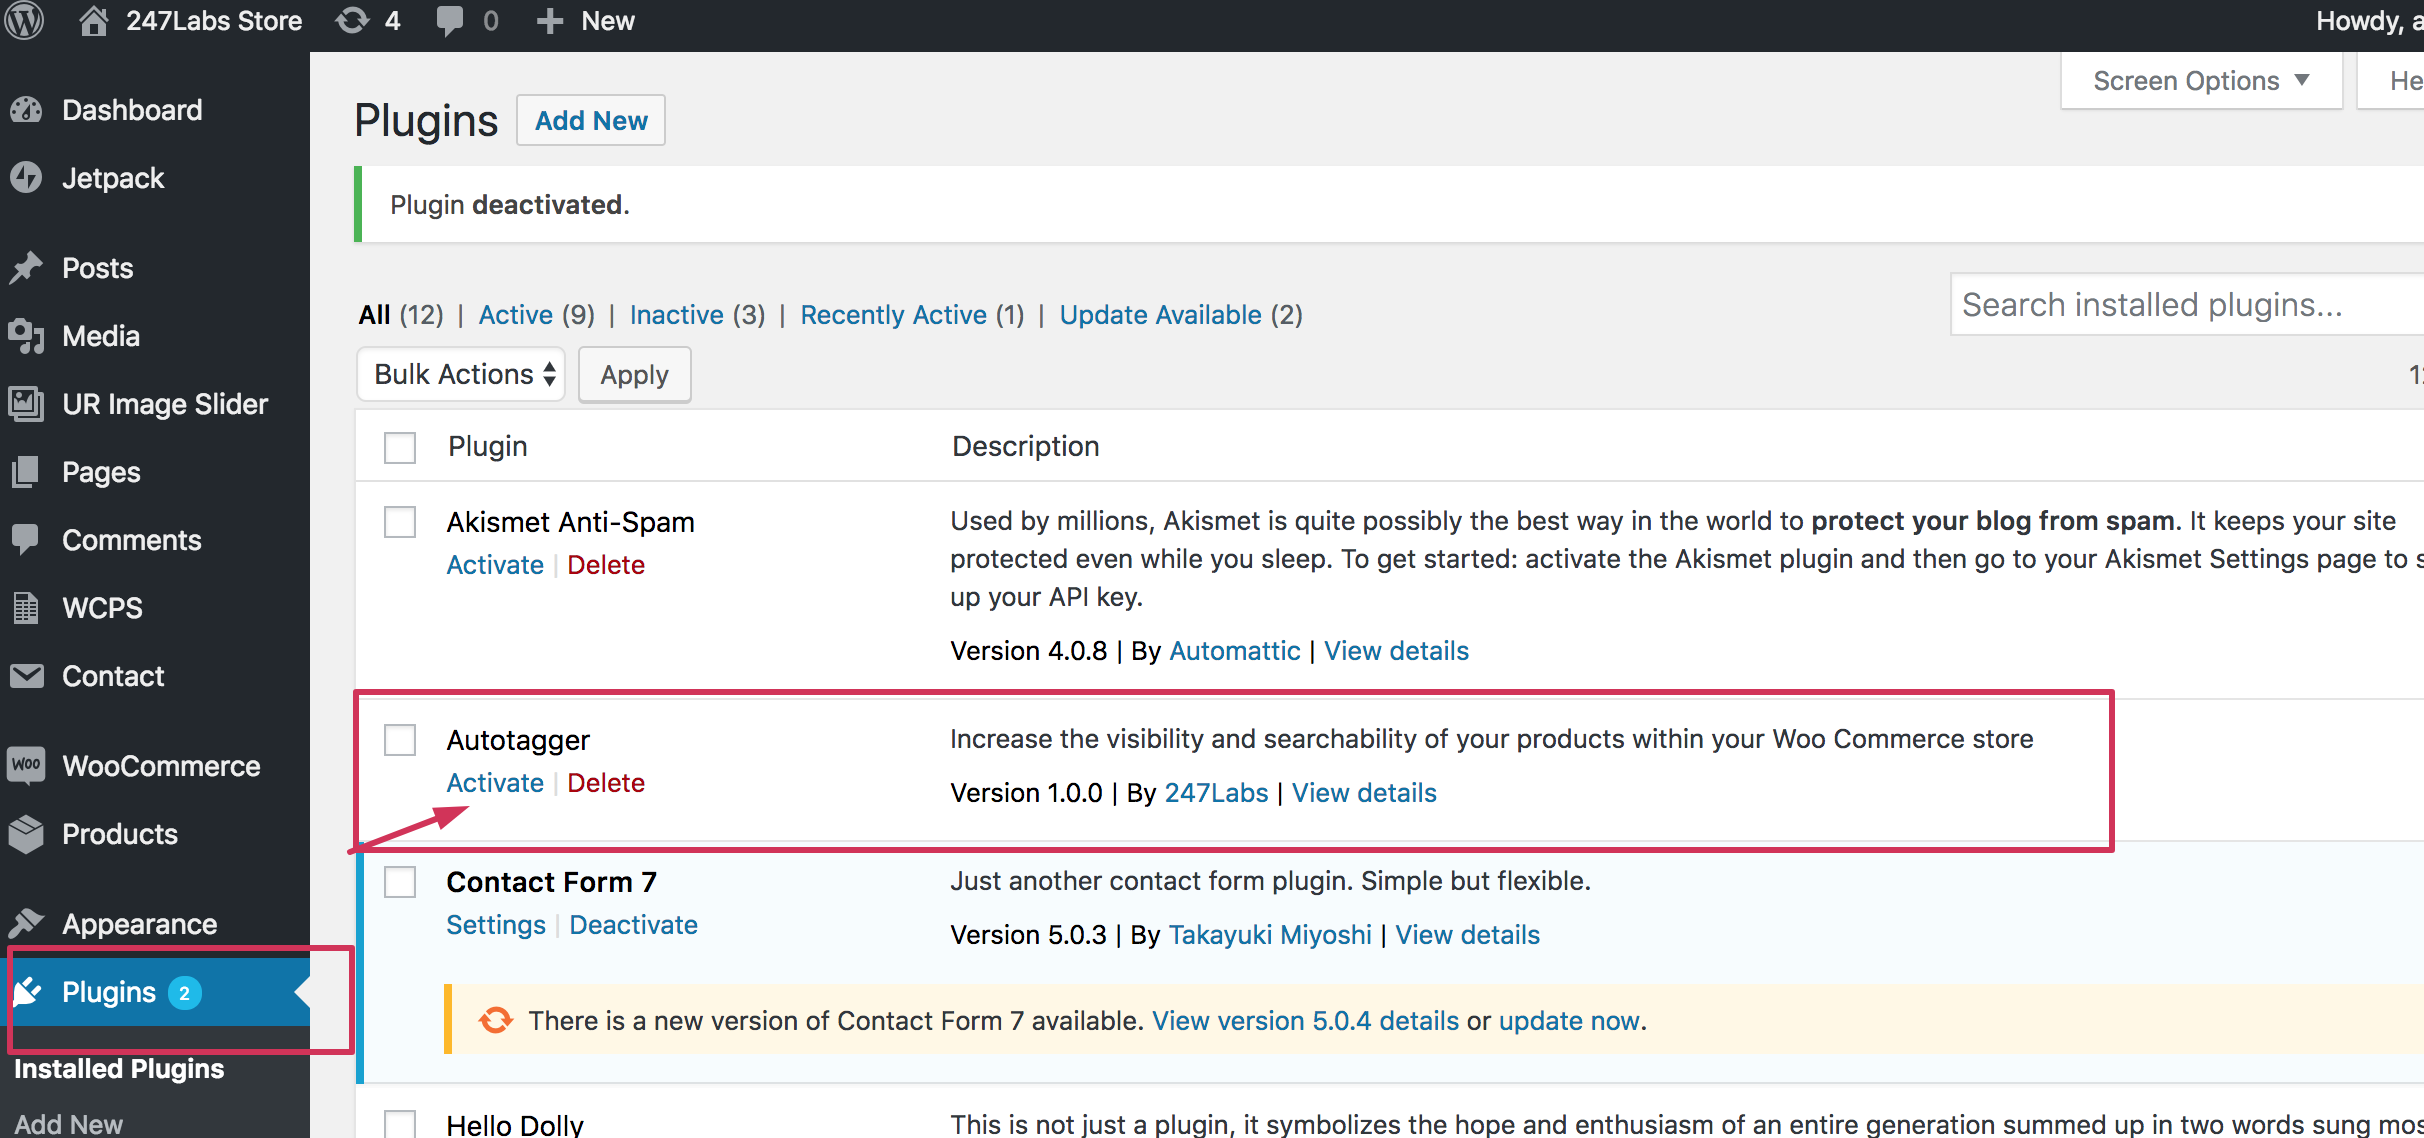 247Labs Store 4 0 + New Howdy, a
Screen Options ▼ He
Dashboard
Jetpack
Posts
Media
UR Image Slider
Pages
Comments
WCPS
Contact
Woo WooCommerce
Products
Appearance
Plugins 2
Installed Plugins
Add New
Plugins Add New
Plugin deactivated.
All (12) | Active (9) | Inactive (3) | Recently Active (1) | Update Available (2)
Search installed plugins...
Bulk Actions Apply
Plugin Description
Akismet Anti-Spam
Activate | Delete
Used by millions, Akismet is quite possibly the best way in the world to protect your blog from spam. It keeps your site
protected even while you sleep. To get started: activate the Akismet plugin and then go to your Akismet Settings page to s
up your API key.
Version 4.0.8 | By Automattic | View details
Autotagger
Activate | Delete
Increase the visibility and searchability of your products within your Woo Commerce store
Version 1.0.0 | By 247Labs | View details
Contact Form 7
Settings | Deactivate
Just another contact form plugin. Simple but flexible.
Version 5.0.3 | By Takayuki Miyoshi | View details
There is a new version of Contact Form 7 available. View version 5.0.4 details or update now.
Hello Dolly
This is not just a plugin, it symbolizes the hope and enthusiasm of an entire generation summed up in two words sung mos